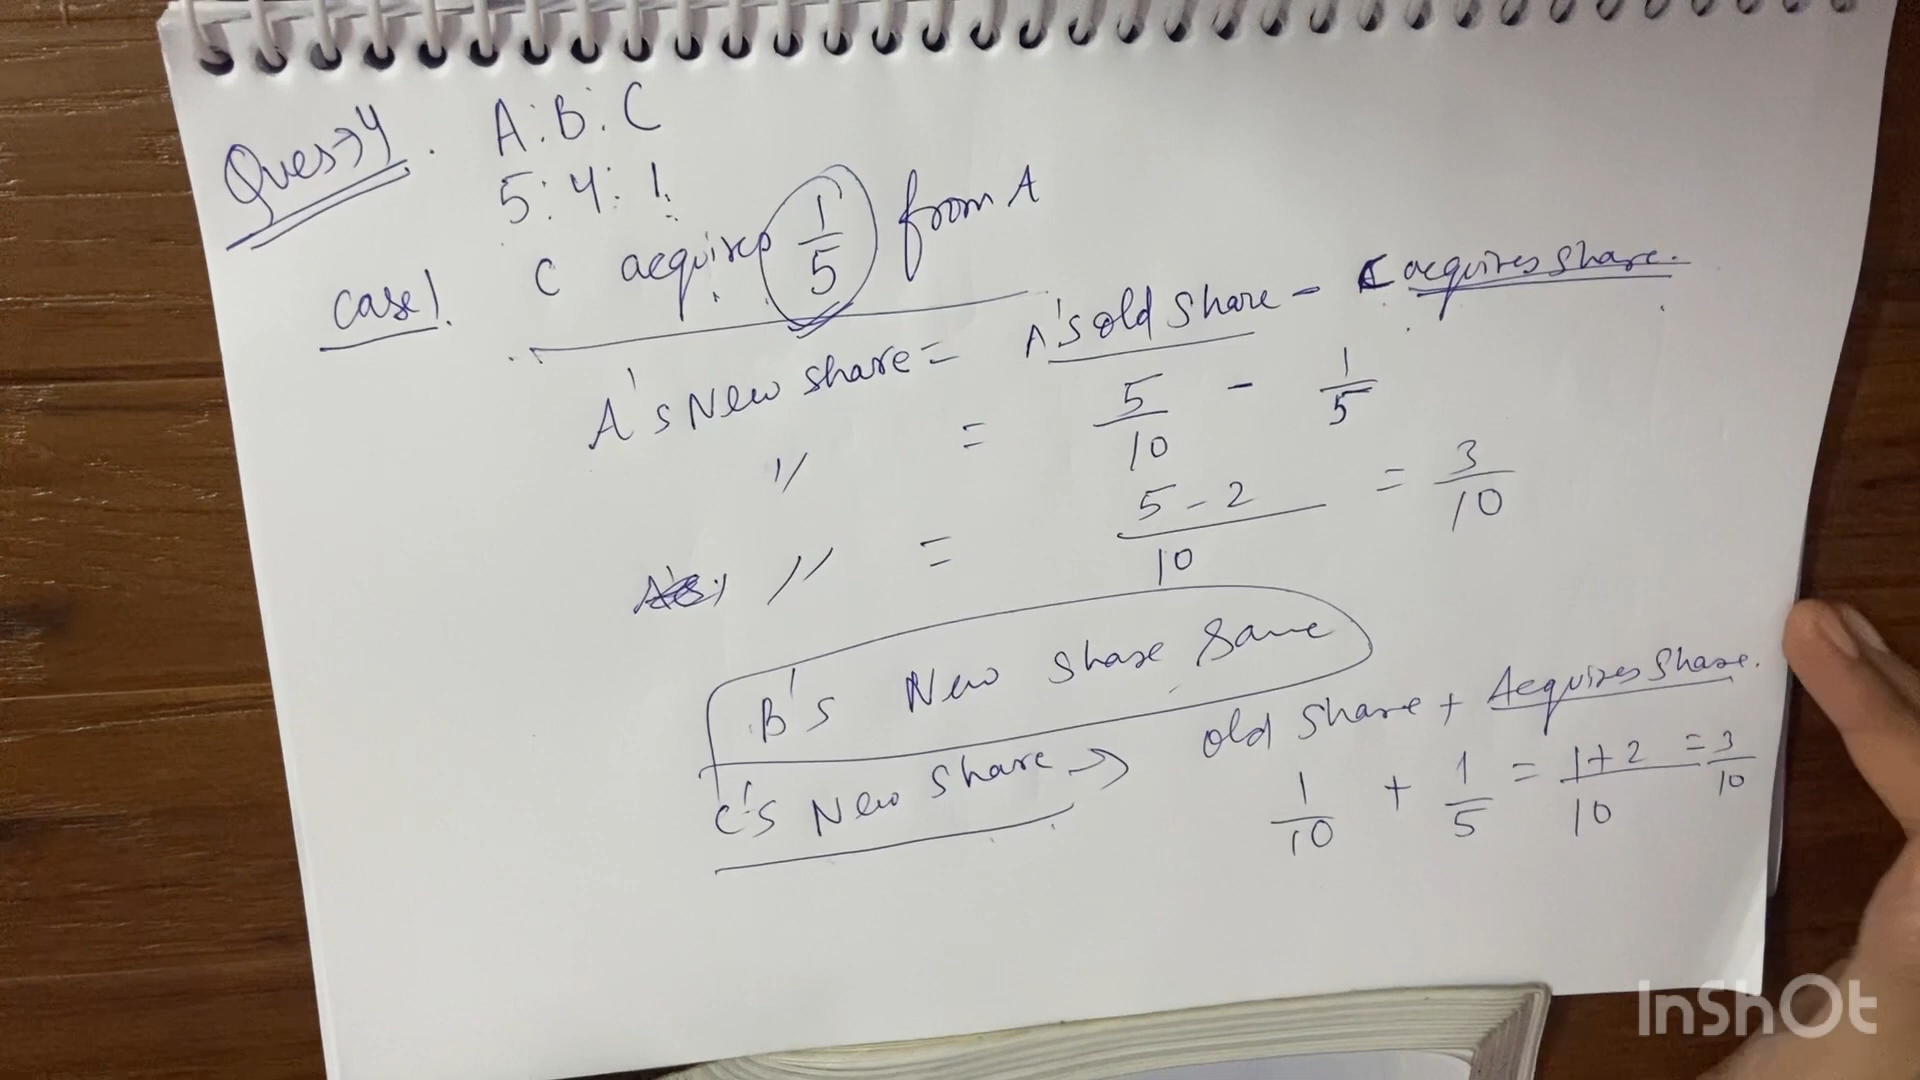 Ques→4. A:B:C
5:4:1
Case 1. C acquires 1/5 from A
A's New share = A's old share - C acquires share.
〃 = 5/10 - 1/5
〃 = 5-2/10 = 3/10
B's New share Same
C's New share → old share + Acquires share.
1/10 + 1/5 = 1+2/10 = 3/10
InShOt